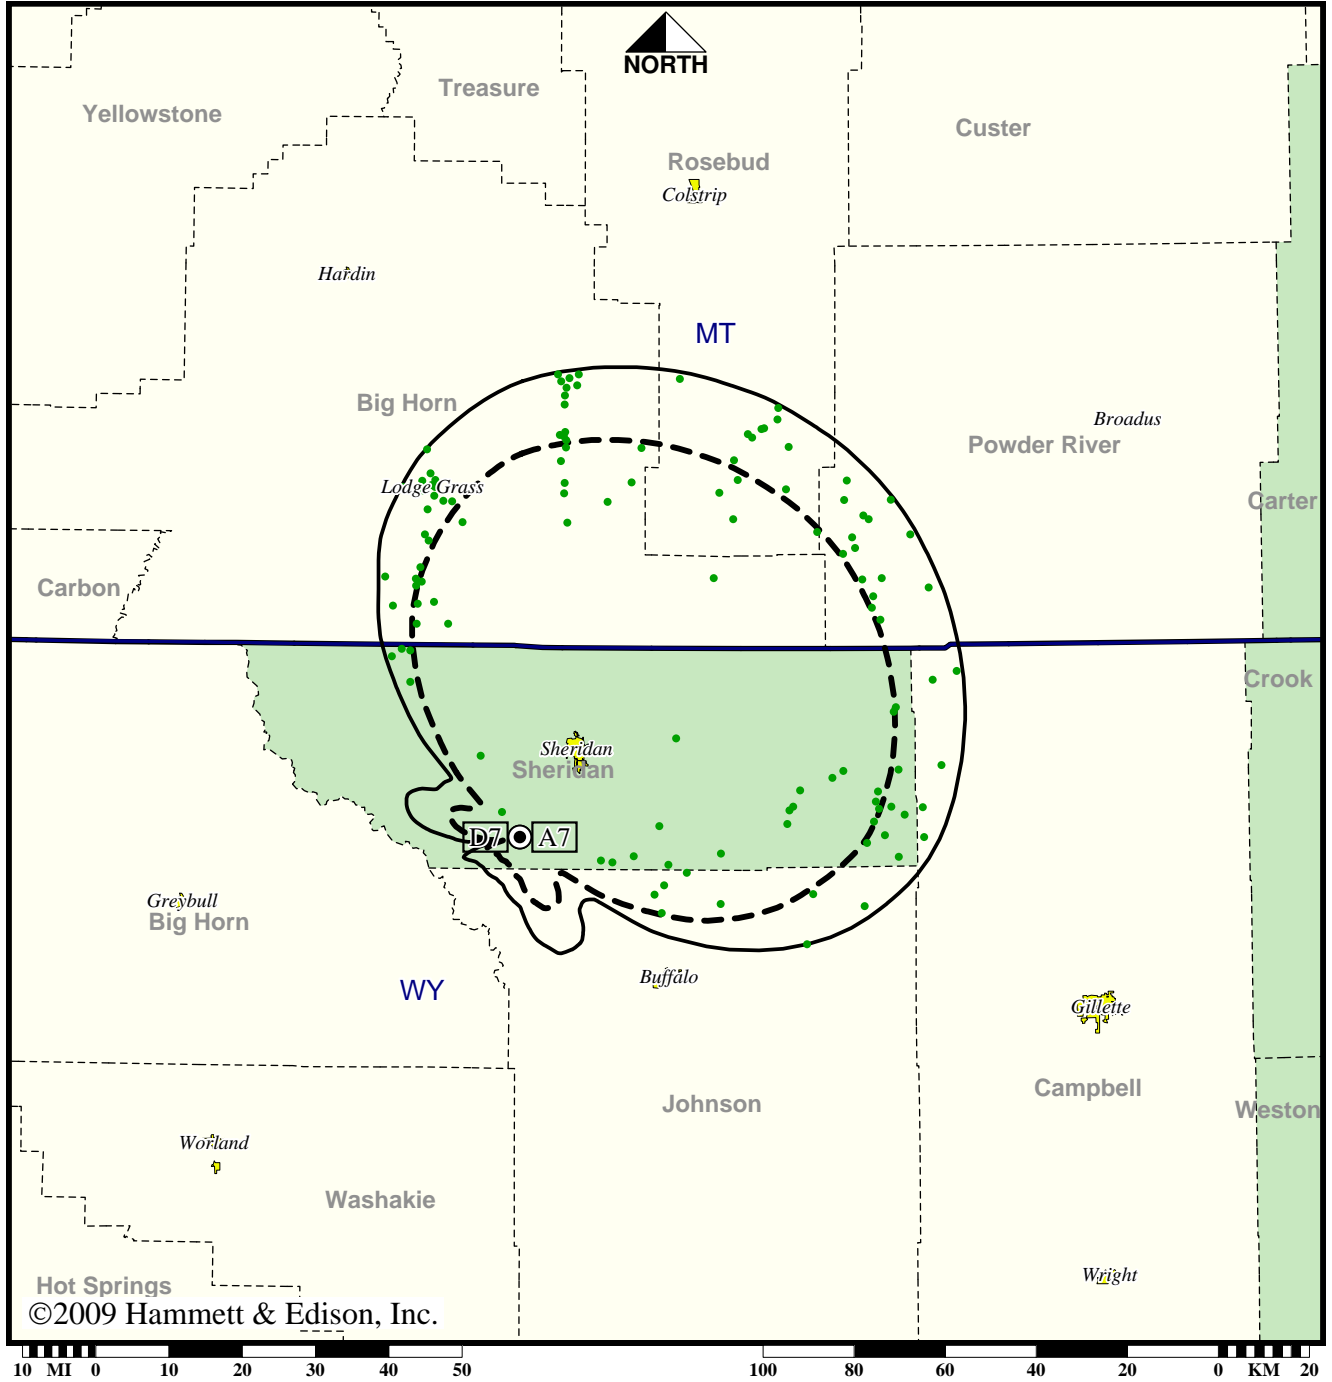 NORTH
Treasure
Yellowstone
Custer
Rosebud
Colstrip
Hardin
MT
Big Horn
Broadus
Powder River
Lodge Grass
Carter
Carbon
Crook
Sheridan
Sheridan
D7 A7
Greybull
Big Horn
Buffalo
WY
Gillette
Campbell
Johnson
Weston
Worland
Washakie
Wright
Hot Springs
©2009 Hammett & Edison, Inc.
10 MI 0 10 20 30 40 50 100 80 60 40 20 0 KM 20